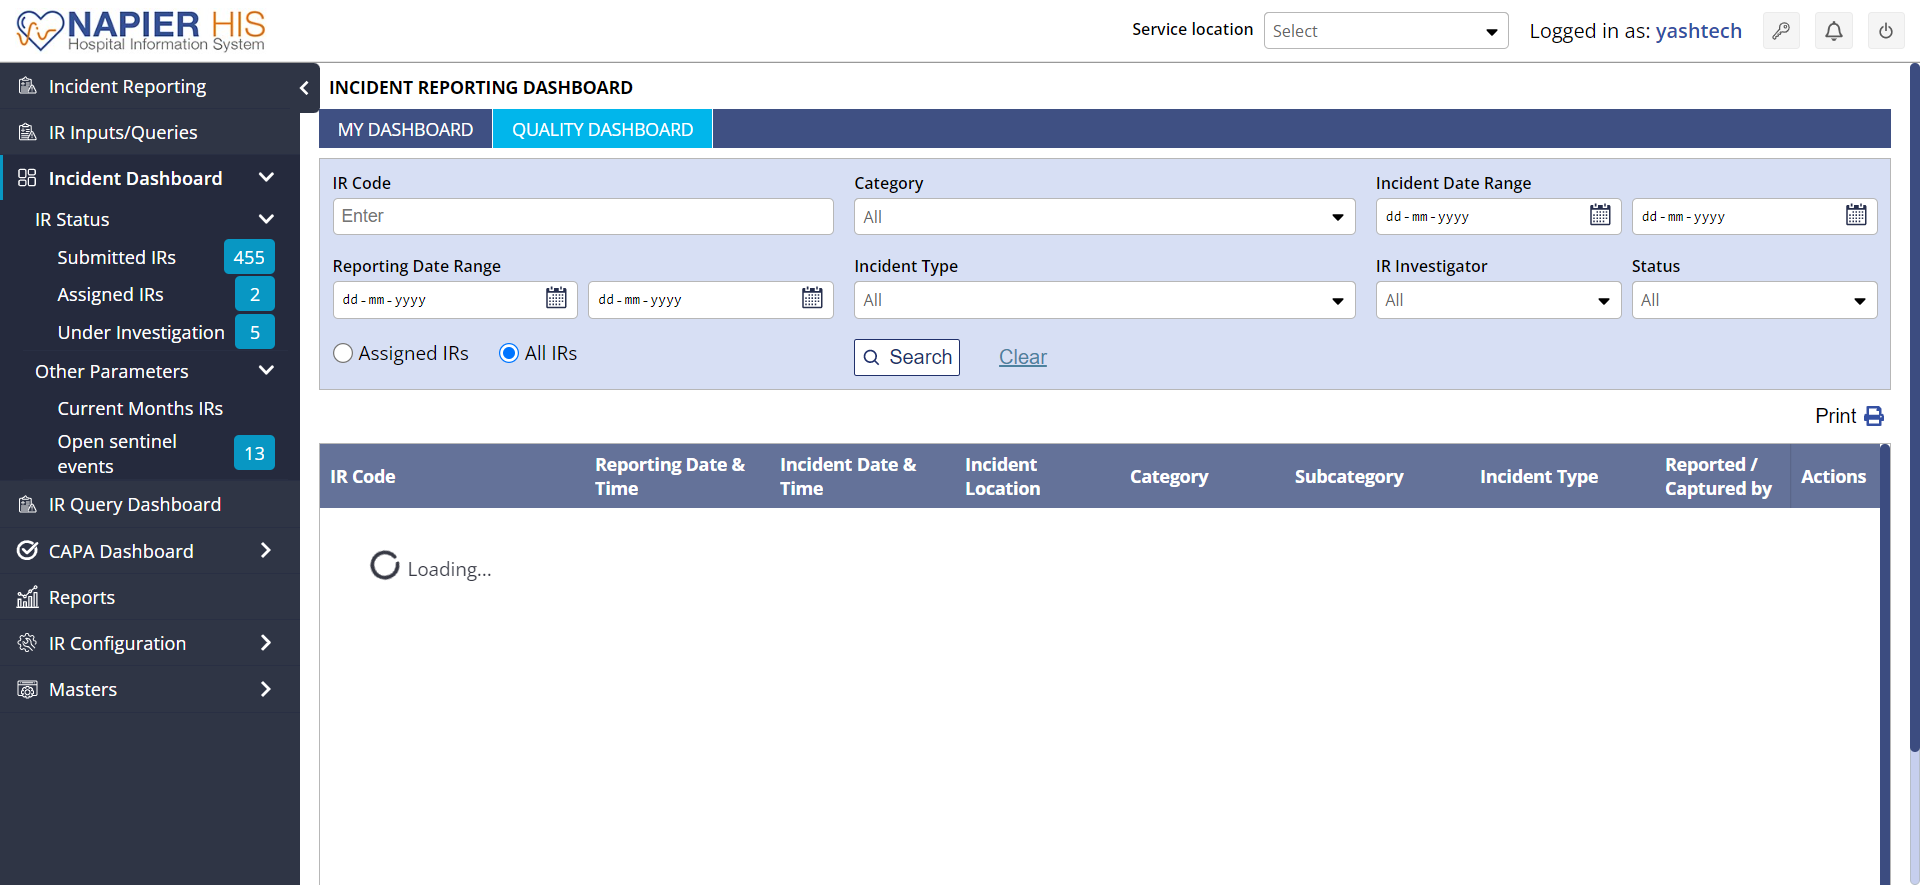 NAPIER HIS
Hospital Information System
Service location
Select
Logged in as: yashtech
Incident Reporting
IR Inputs/Queries
Incident Dashboard
IR Status
Submitted IRs 455
Assigned IRs 2
Under Investigation 5
Other Parameters
Current Months IRs
Open sentinel
events
13
IR Query Dashboard
CAPA Dashboard
Reports
IR Configuration
Masters
INCIDENT REPORTING DASHBOARD
MY DASHBOARD
QUALITY DASHBOARD
IR Code
Enter
Category
All
Incident Date Range
dd-mm-yyyy
dd-mm-yyyy
Reporting Date Range
dd-mm-yyyy
dd-mm-yyyy
Incident Type
All
IR Investigator
All
Status
All
Assigned IRs
All IRs
Search
Clear
Print
IR Code
Reporting Date &
Time
Incident Date &
Time
Incident
Location
Category
Subcategory
Incident Type
Reported /
Captured by
Actions
Loading...